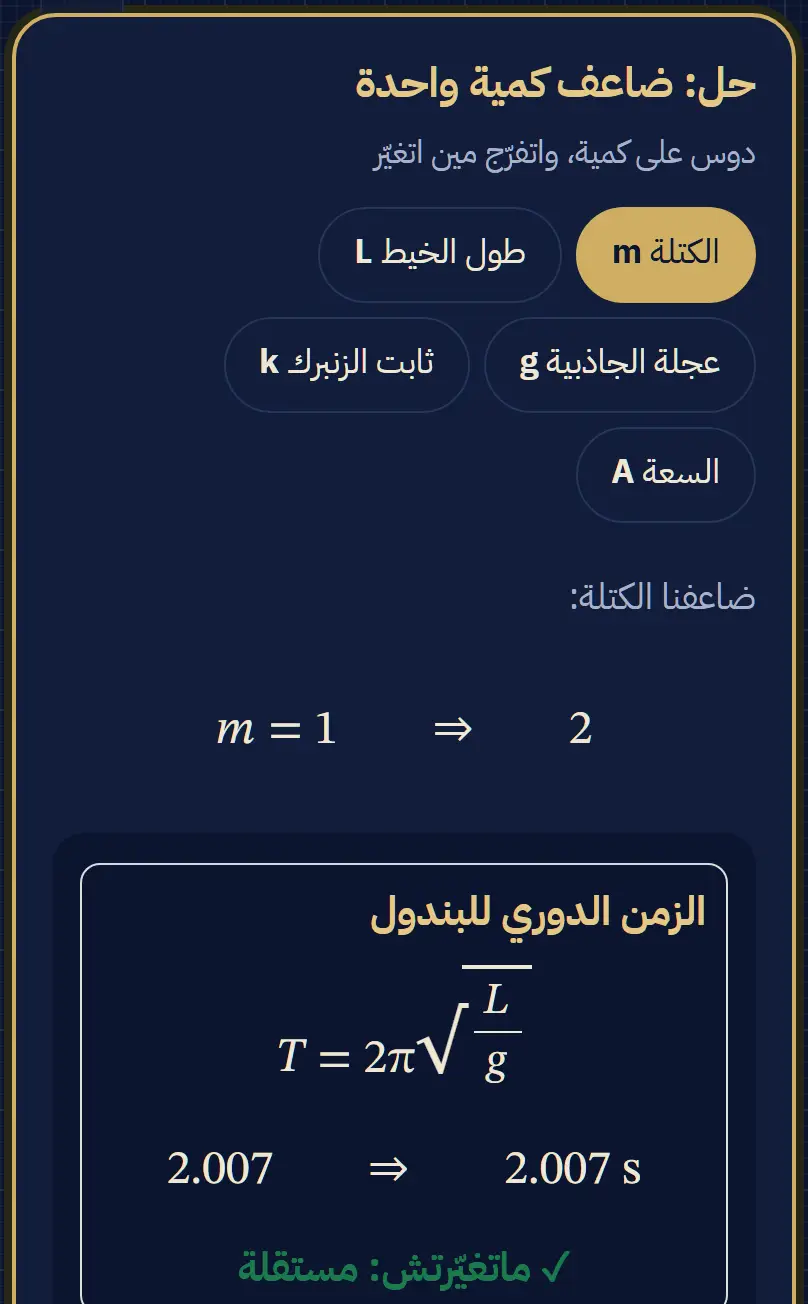 حل: ضاعف كمية واحدة
دوس على كمية، واتفرّج مين اتغيّر
الكتلة m طول الخيط L
عجلة الجاذبية g ثابت الزنبرك k
السعة A
ضاعفنا الكتلة:
m = 1 ⇒ 2
الزمن الدوري للبندول
T = 2π√(L/g)
2.007 ⇒ 2.007 s
✓ ماتغيّرتش: مستقلة